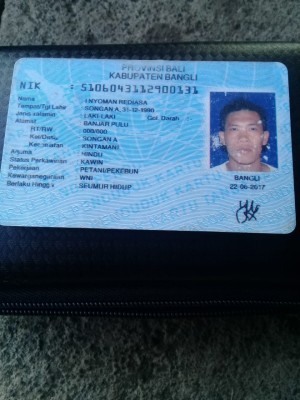 PROVINSI BALI
KABUPATEN BANGLI
NIK : 5106043112900131
Nama : I NYOMAN REDIASA
Tempat/Tgl Lahir : SONGAN A, 31-12-1990
Jenis kelamin : LAKI-LAKI Gol. Darah
Alamat : BANJAR PULU
RT/RW : 000/000
Kel/Desa : SONGAN A
Kecamatan : KINTAMANI
Agama : HINDU
Status Perkawinan : KAWIN
Pekerjaan : PETANI/PEKEBUN
Kewarganegaraan : WNI
Berlaku Hingga : SEUMUR HIDUP
BANGLI
22-06-2017